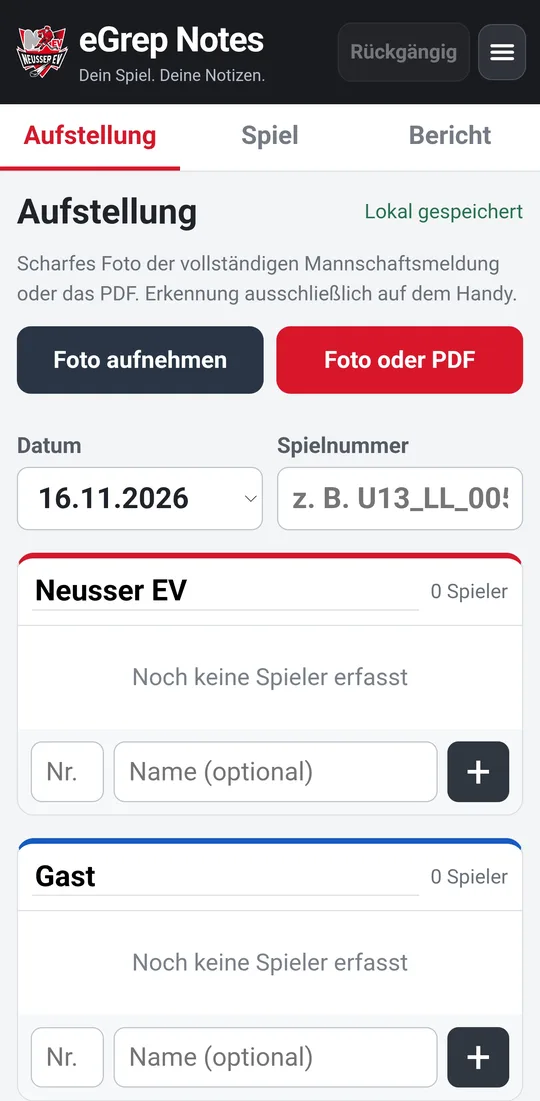 NEUSSER EV
eGrep Notes
Dein Spiel. Deine Notizen.
Rückgängig
Aufstellung
Spiel
Bericht
Aufstellung
Lokal gespeichert
Scharfes Foto der vollständigen Mannschaftsmeldung
oder das PDF. Erkennung ausschließlich auf dem Handy.
Foto aufnehmen
Foto oder PDF
Datum
Spielnummer
16.11.2026
z. B. U13_LL_005
Neusser EV
0 Spieler
Noch keine Spieler erfasst
Nr.
Name (optional)
+
Gast
0 Spieler
Noch keine Spieler erfasst
Nr.
Name (optional)
+